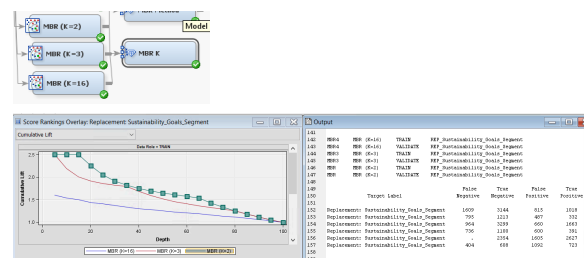 Model
MBR (K=2)
MBR (K=3)
MBR K
MBR (K=16)
Score Rankings Overlay: Replacement: Sustainability_Goals_Segment
Cumulative Lift
Data Role = TRAIN
Cumulative Lift
2.5
2.0
1.5
1.0
0 20 40 60 80 100
Depth
MBR (K=16) MBR (K=3) MBR (K=2)
Output
141
142 MBR4 MBR (K=16) TRAIN REP_Sustainability_Goals_Segment
143 MBR4 MBR (K=16) VALIDATE REP_Sustainability_Goals_Segment
144 MBR3 MBR (K=3) TRAIN REP_Sustainability_Goals_Segment
145 MBR3 MBR (K=3) VALIDATE REP_Sustainability_Goals_Segment
146 MBR MBR (K=2) TRAIN REP_Sustainability_Goals_Segment
147 MBR MBR (K=2) VALIDATE REP_Sustainability_Goals_Segment
148
149 False True False True
150 Target Label Negative Negative Positive Positive
151
152 Replacement: Sustainability_Goals_Segment 1609 3144 815 1018
153 Replacement: Sustainability_Goals_Segment 795 1213 487 332
154 Replacement: Sustainability_Goals_Segment 964 3299 660 1663
155 Replacement: Sustainability_Goals_Segment 736 1100 600 391
156 Replacement: Sustainability_Goals_Segment . 2354 1605 2627
157 Replacement: Sustainability_Goals_Segment 404 608 1092 723
158